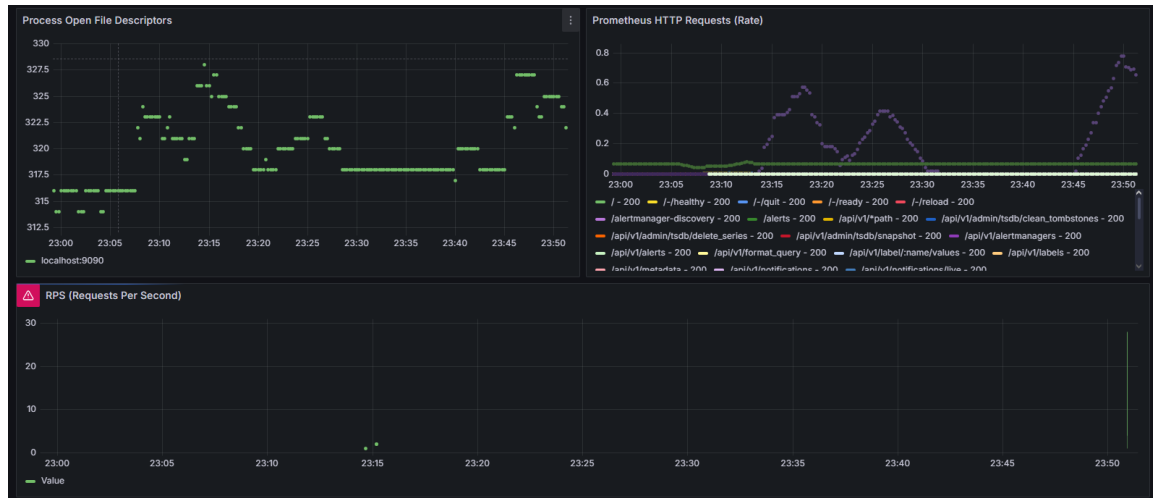 Process Open File Descriptors
330
327.5
325
322.5
320
317.5
315
312.5
23:00 23:05 23:10 23:15 23:20 23:25 23:30 23:35 23:40 23:45 23:50
localhost:9090
Prometheus HTTP Requests (Rate)
0.8
0.6
0.4
0.2
0
23:00 23:05 23:10 23:15 23:20 23:25 23:30 23:35 23:40 23:45 23:50
/ - 200 /-/healthy - 200 /-/quit - 200 /-/ready - 200 /-/reload - 200
/alertmanager-discovery - 200 /alerts - 200 /api/v1/*path - 200 /api/v1/admin/tsdb/clean_tombstones - 200
/api/v1/admin/tsdb/delete_series - 200 /api/v1/admin/tsdb/snapshot - 200 /api/v1/alertmanagers - 200
/api/v1/alerts - 200 /api/v1/format_query - 200 /api/v1/label/:name/values - 200 /api/v1/labels - 200
/api/v1/metadata - 200 /api/v1/notifications - 200 /api/v1/notifications/live - 200
RPS (Requests Per Second)
30
20
10
0
23:00 23:05 23:10 23:15 23:20 23:25 23:30 23:35 23:40 23:45 23:50
Value